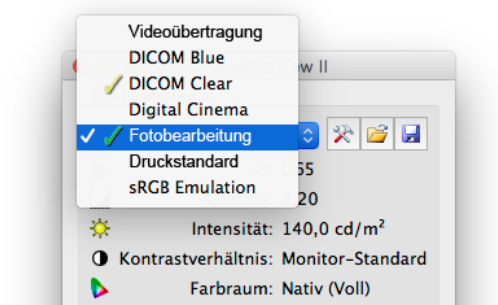 Videoübertragung
DICOM Blue
DICOM Clear
Digital Cinema
Fotobearbeitung
Druckstandard
sRGB Emulation
Intensität: 140,0 cd/m²
Kontrastverhältnis: Monitor-Standard
Farbraum: Nativ (Voll)